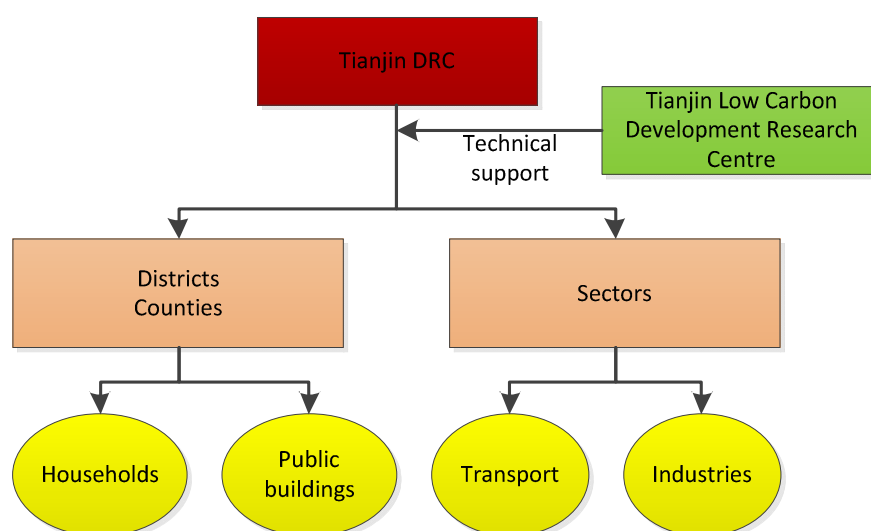 Tianjin DRC
Tianjin Low Carbon
Development Research
Centre
Technical
support
Districts
Counties
Sectors
Households
Public
buildings
Transport
Industries